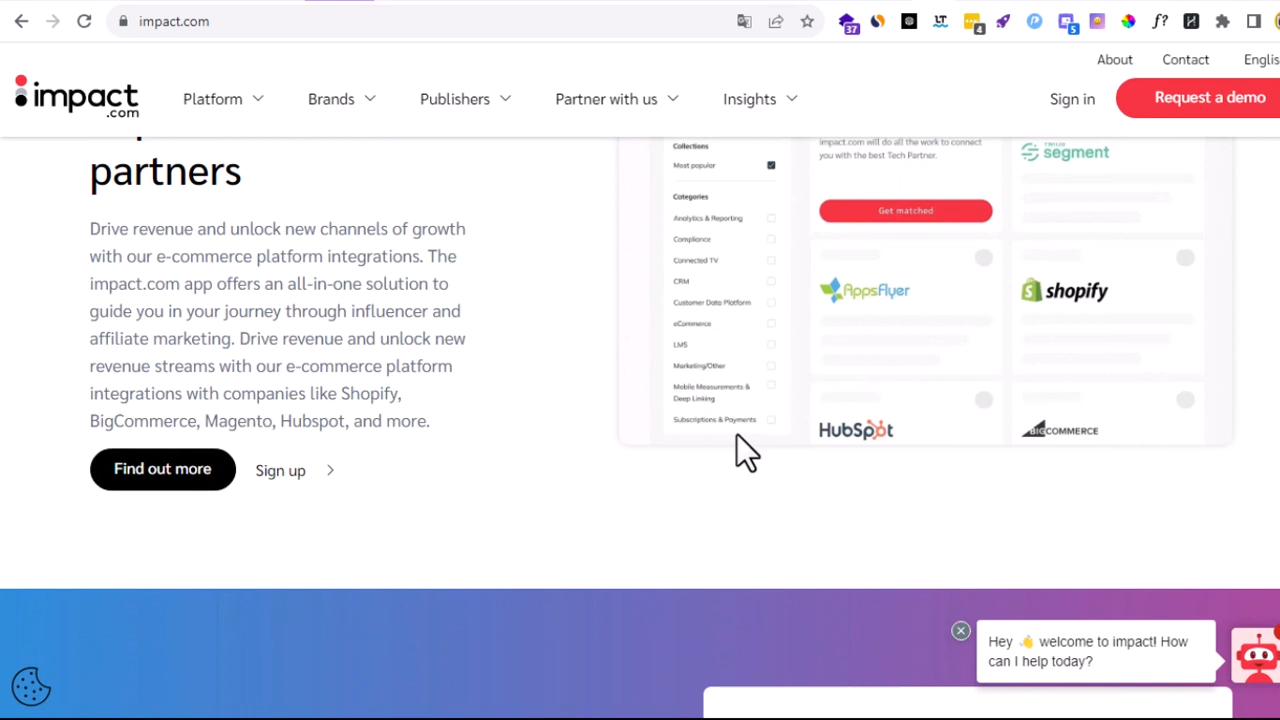 impact.com
37
4
5
f?
About
Contact
Englis
impact
.com
Platform
Brands
Publishers
Partner with us
Insights
Sign in
Request a demo
partners
Drive revenue and unlock new channels of growth
with our e-commerce platform integrations. The
impact.com app offers an all-in-one solution to
guide you in your journey through influencer and
affiliate marketing. Drive revenue and unlock new
revenue streams with our e-commerce platform
integrations with companies like Shopify,
BigCommerce, Magento, Hubspot, and more.
Find out more
Sign up
Collections
Most popular
Categories
Analytics & Reporting
Compliance
Connected TV
CRM
Customer Data Platform
eCommerce
LMS
Marketing/Other
Mobile Measurements &
Deep Linking
Subscriptions & Payments
impact.com will do all the work to connect
you with the best Tech Partner.
Get matched
TWILIO
segment
AppsFlyer
shopify
HubSpot
BIGCOMMERCE
Hey 👋 welcome to impact! How
can I help today?